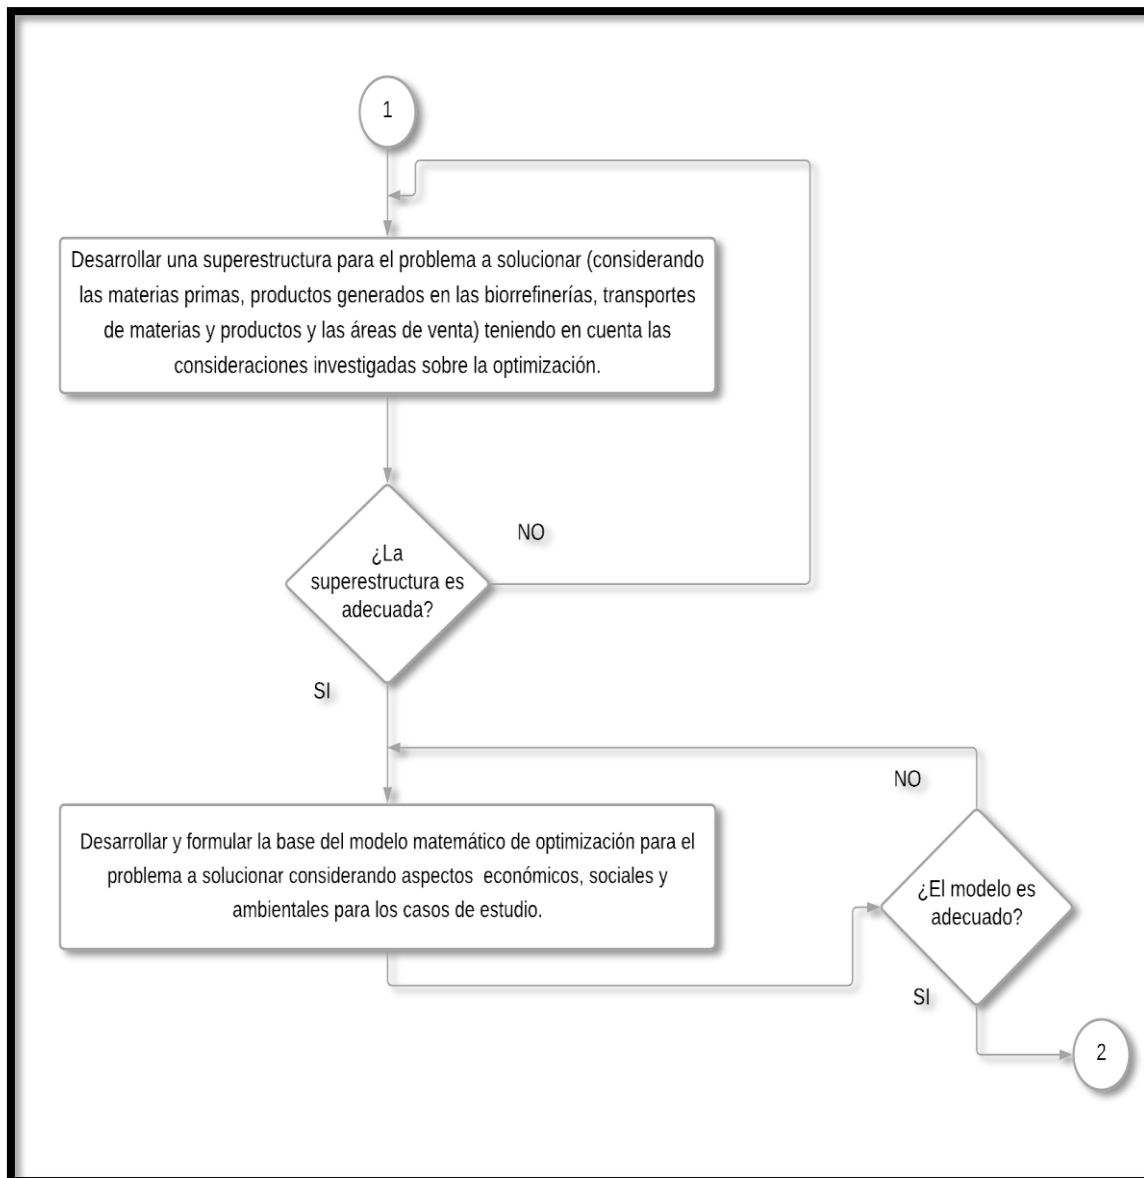 1
Desarrollar una superestructura para el problema a solucionar (considerando
las materias primas, productos generados en las biorrefinerías, transportes
de materias y productos y las áreas de venta) teniendo en cuenta las
consideraciones investigadas sobre la optimización.
NO
¿La
superestructura es
adecuada?
SI
NO
Desarrollar y formular la base del modelo matemático de optimización para el
problema a solucionar considerando aspectos  económicos, sociales y
ambientales para los casos de estudio.
¿El modelo es
adecuado?
SI
2